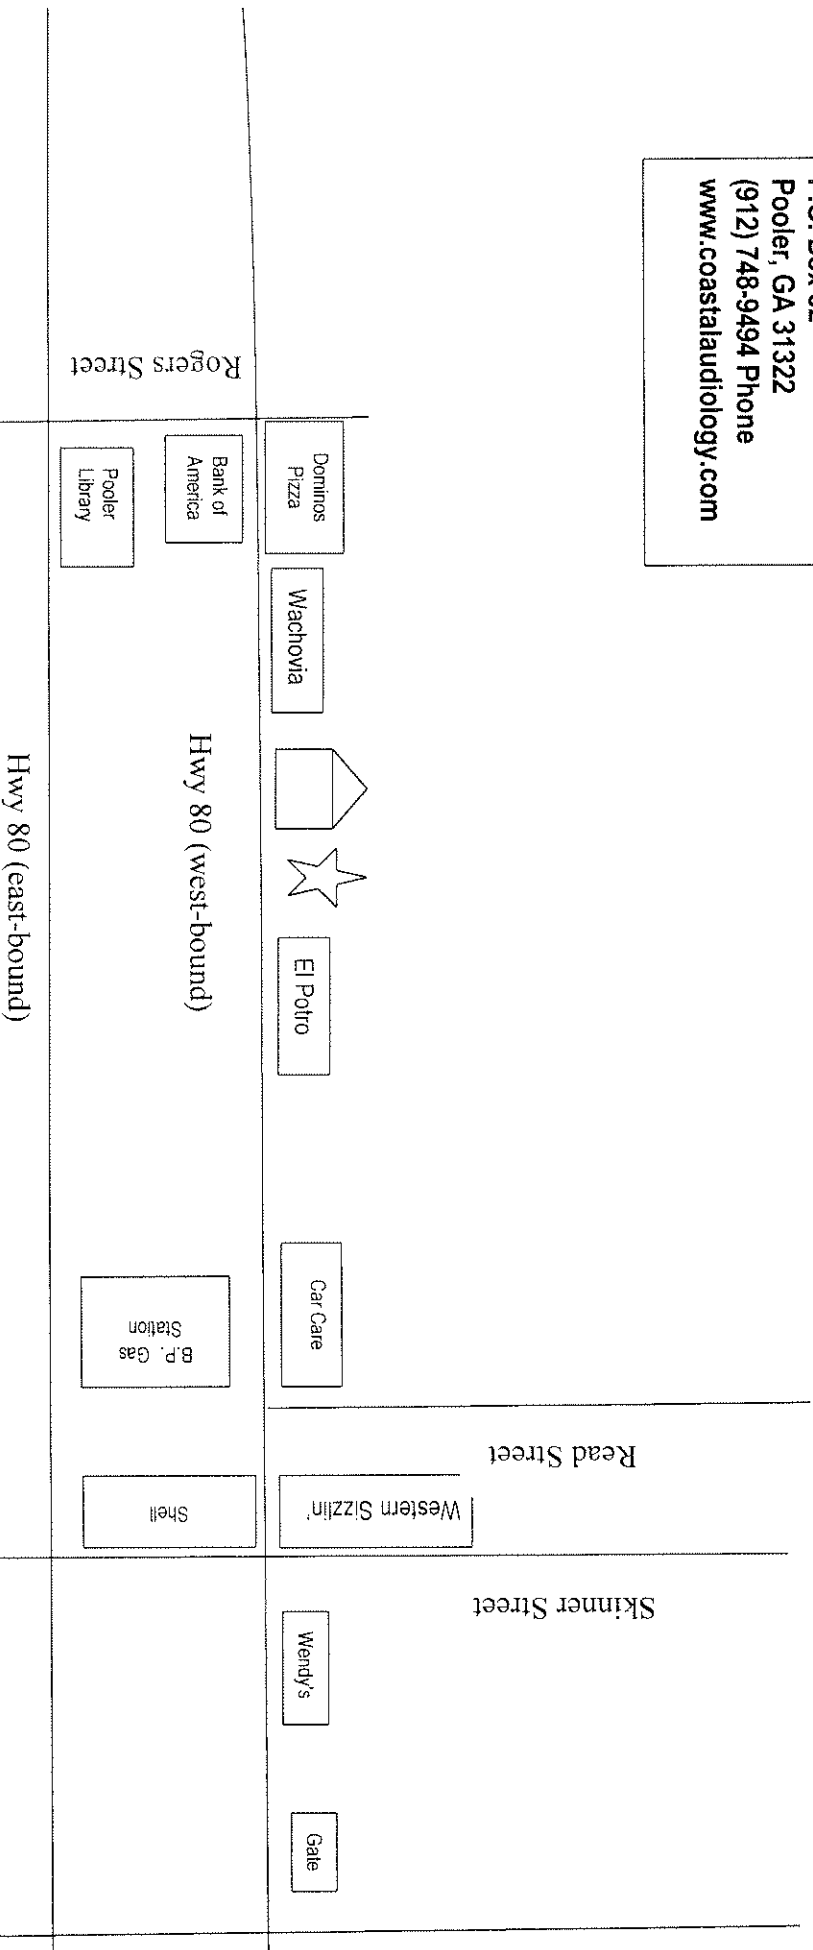 Pooler, GA 31322
(912) 748-9494 Phone
www.coastalaudiology.com
Rogers Street
Dominos
Pizza
Bank of
America
Pooler
Library
Wachovia
Hwy 80 (west-bound)
Hwy 80 (east-bound)
El Potro
Car Care
B.P. Gas
Station
Read Street
Western Sizzlin'
Shell
Skinner Street
Wendy's
Gate